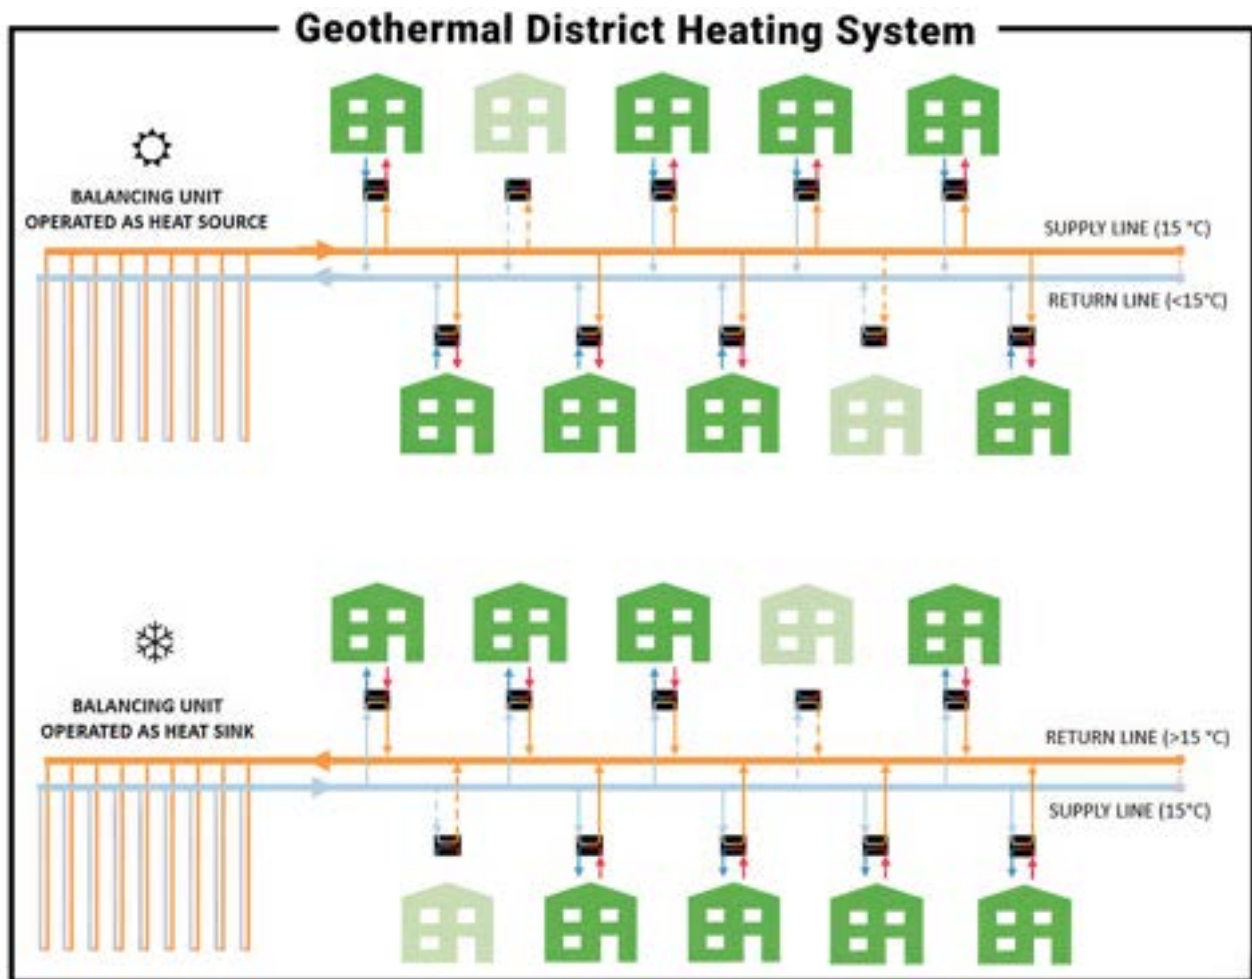 Geothermal District Heating System
BALANCING UNIT
OPERATED AS HEAT SOURCE
SUPPLY LINE (15 °C)
RETURN LINE (<15°C)
BALANCING UNIT
OPERATED AS HEAT SINK
RETURN LINE (>15 °C)
SUPPLY LINE (15°C)